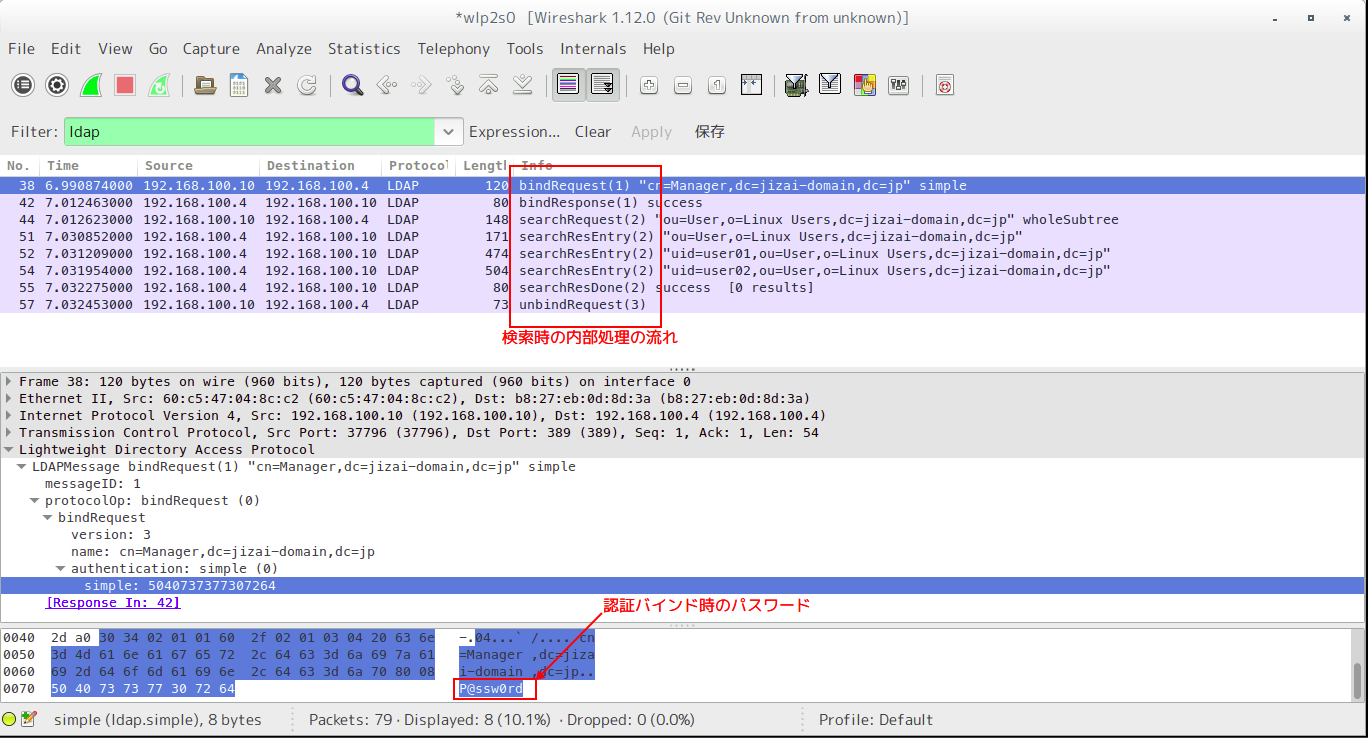 *wlp2s0 [Wireshark 1.12.0 (Git Rev Unknown from unknown)]
File Edit View Go Capture Analyze Statistics Telephony Tools Internals Help
Filter: ldap Expression... Clear Apply 保存
No. Time Source Destination Protocol Length Info
38 6.990874000 192.168.100.10 192.168.100.4 LDAP 120 bindRequest(1) "cn=Manager,dc=jizai-domain,dc=jp" simple
42 7.012463000 192.168.100.4 192.168.100.10 LDAP 80 bindResponse(1) success
44 7.012623000 192.168.100.10 192.168.100.4 LDAP 148 searchRequest(2) "ou=User,o=Linux Users,dc=jizai-domain,dc=jp" wholeSubtree
51 7.030852000 192.168.100.4 192.168.100.10 LDAP 171 searchResEntry(2) "ou=User,o=Linux Users,dc=jizai-domain,dc=jp"
52 7.031209000 192.168.100.4 192.168.100.10 LDAP 474 searchResEntry(2) "uid=user01,ou=User,o=Linux Users,dc=jizai-domain,dc=jp"
54 7.031954000 192.168.100.4 192.168.100.10 LDAP 504 searchResEntry(2) "uid=user02,ou=User,o=Linux Users,dc=jizai-domain,dc=jp"
55 7.032275000 192.168.100.4 192.168.100.10 LDAP 80 searchResDone(2) success [0 results]
57 7.032453000 192.168.100.10 192.168.100.4 LDAP 73 unbindRequest(3)
検索時の内部処理の流れ
Frame 38: 120 bytes on wire (960 bits), 120 bytes captured (960 bits) on interface 0
Ethernet II, Src: 60:c5:47:04:8c:c2 (60:c5:47:04:8c:c2), Dst: b8:27:eb:0d:8d:3a (b8:27:eb:0d:8d:3a)
Internet Protocol Version 4, Src: 192.168.100.10 (192.168.100.10), Dst: 192.168.100.4 (192.168.100.4)
Transmission Control Protocol, Src Port: 37796 (37796), Dst Port: 389 (389), Seq: 1, Ack: 1, Len: 54
Lightweight Directory Access Protocol
LDAPMessage bindRequest(1) "cn=Manager,dc=jizai-domain,dc=jp" simple
messageID: 1
protocolOp: bindRequest (0)
bindRequest
version: 3
name: cn=Manager,dc=jizai-domain,dc=jp
authentication: simple (0)
simple: 5040737377307264
[Response In: 42]
認証バインド時のパスワード
0040 2d a0 30 34 02 01 01 60 2f 02 01 03 04 20 63 6e -.04...` /.... cn
0050 3d 4d 61 6e 61 67 65 72 2c 64 63 3d 6a 69 7a 61 =Manager ,dc=jiza
0060 69 2d 64 6f 6d 61 69 6e 2c 64 63 3d 6a 70 80 08 i-domain ,dc=jp..
0070 50 40 73 73 77 30 72 64 P@ssw0rd
simple (ldap.simple), 8 bytes Packets: 79 · Displayed: 8 (10.1%) · Dropped: 0 (0.0%) Profile: Default